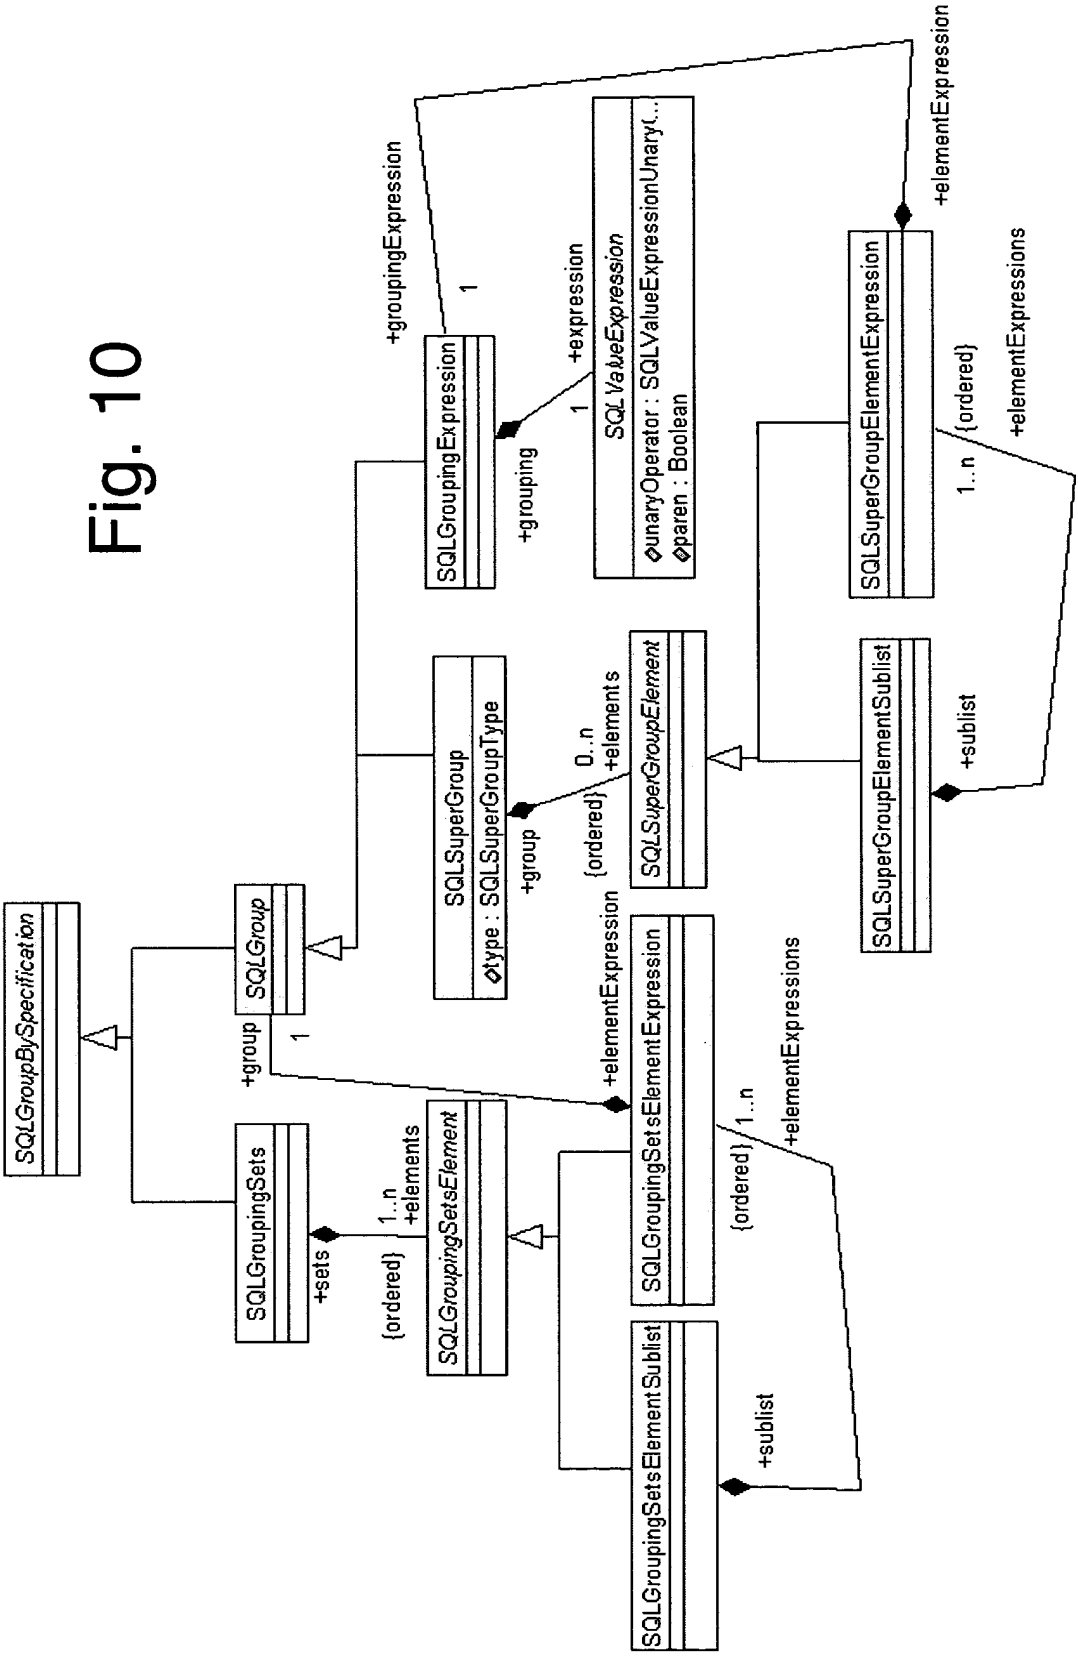 Fig. 10
SQLGroupBySpecification
SQLGroupingSets
SQLGroup
+sets
+group
1
{ordered}
1..n
+elements
SQLGroupingSetsElement
SQLSuperGroup
type : SQLSuperGroupType
SQLGroupingExpression
+groupingExpression
1
+group
+grouping
+expression
1
{ordered}
0..n
+elements
+elementExpression
SQLGroupingSetsElementSublist
SQLGroupingSetsElementExpression
SQLSuperGroupElement
SQLValueExpression
unaryOperator : SQLValueExpressionUnary(...
paren : Boolean
+sublist
{ordered}
1..n
+elementExpressions
SQLSuperGroupElementSublist
SQLSuperGroupElementExpression
+elementExpression
+sublist
1..n
{ordered}
+elementExpressions